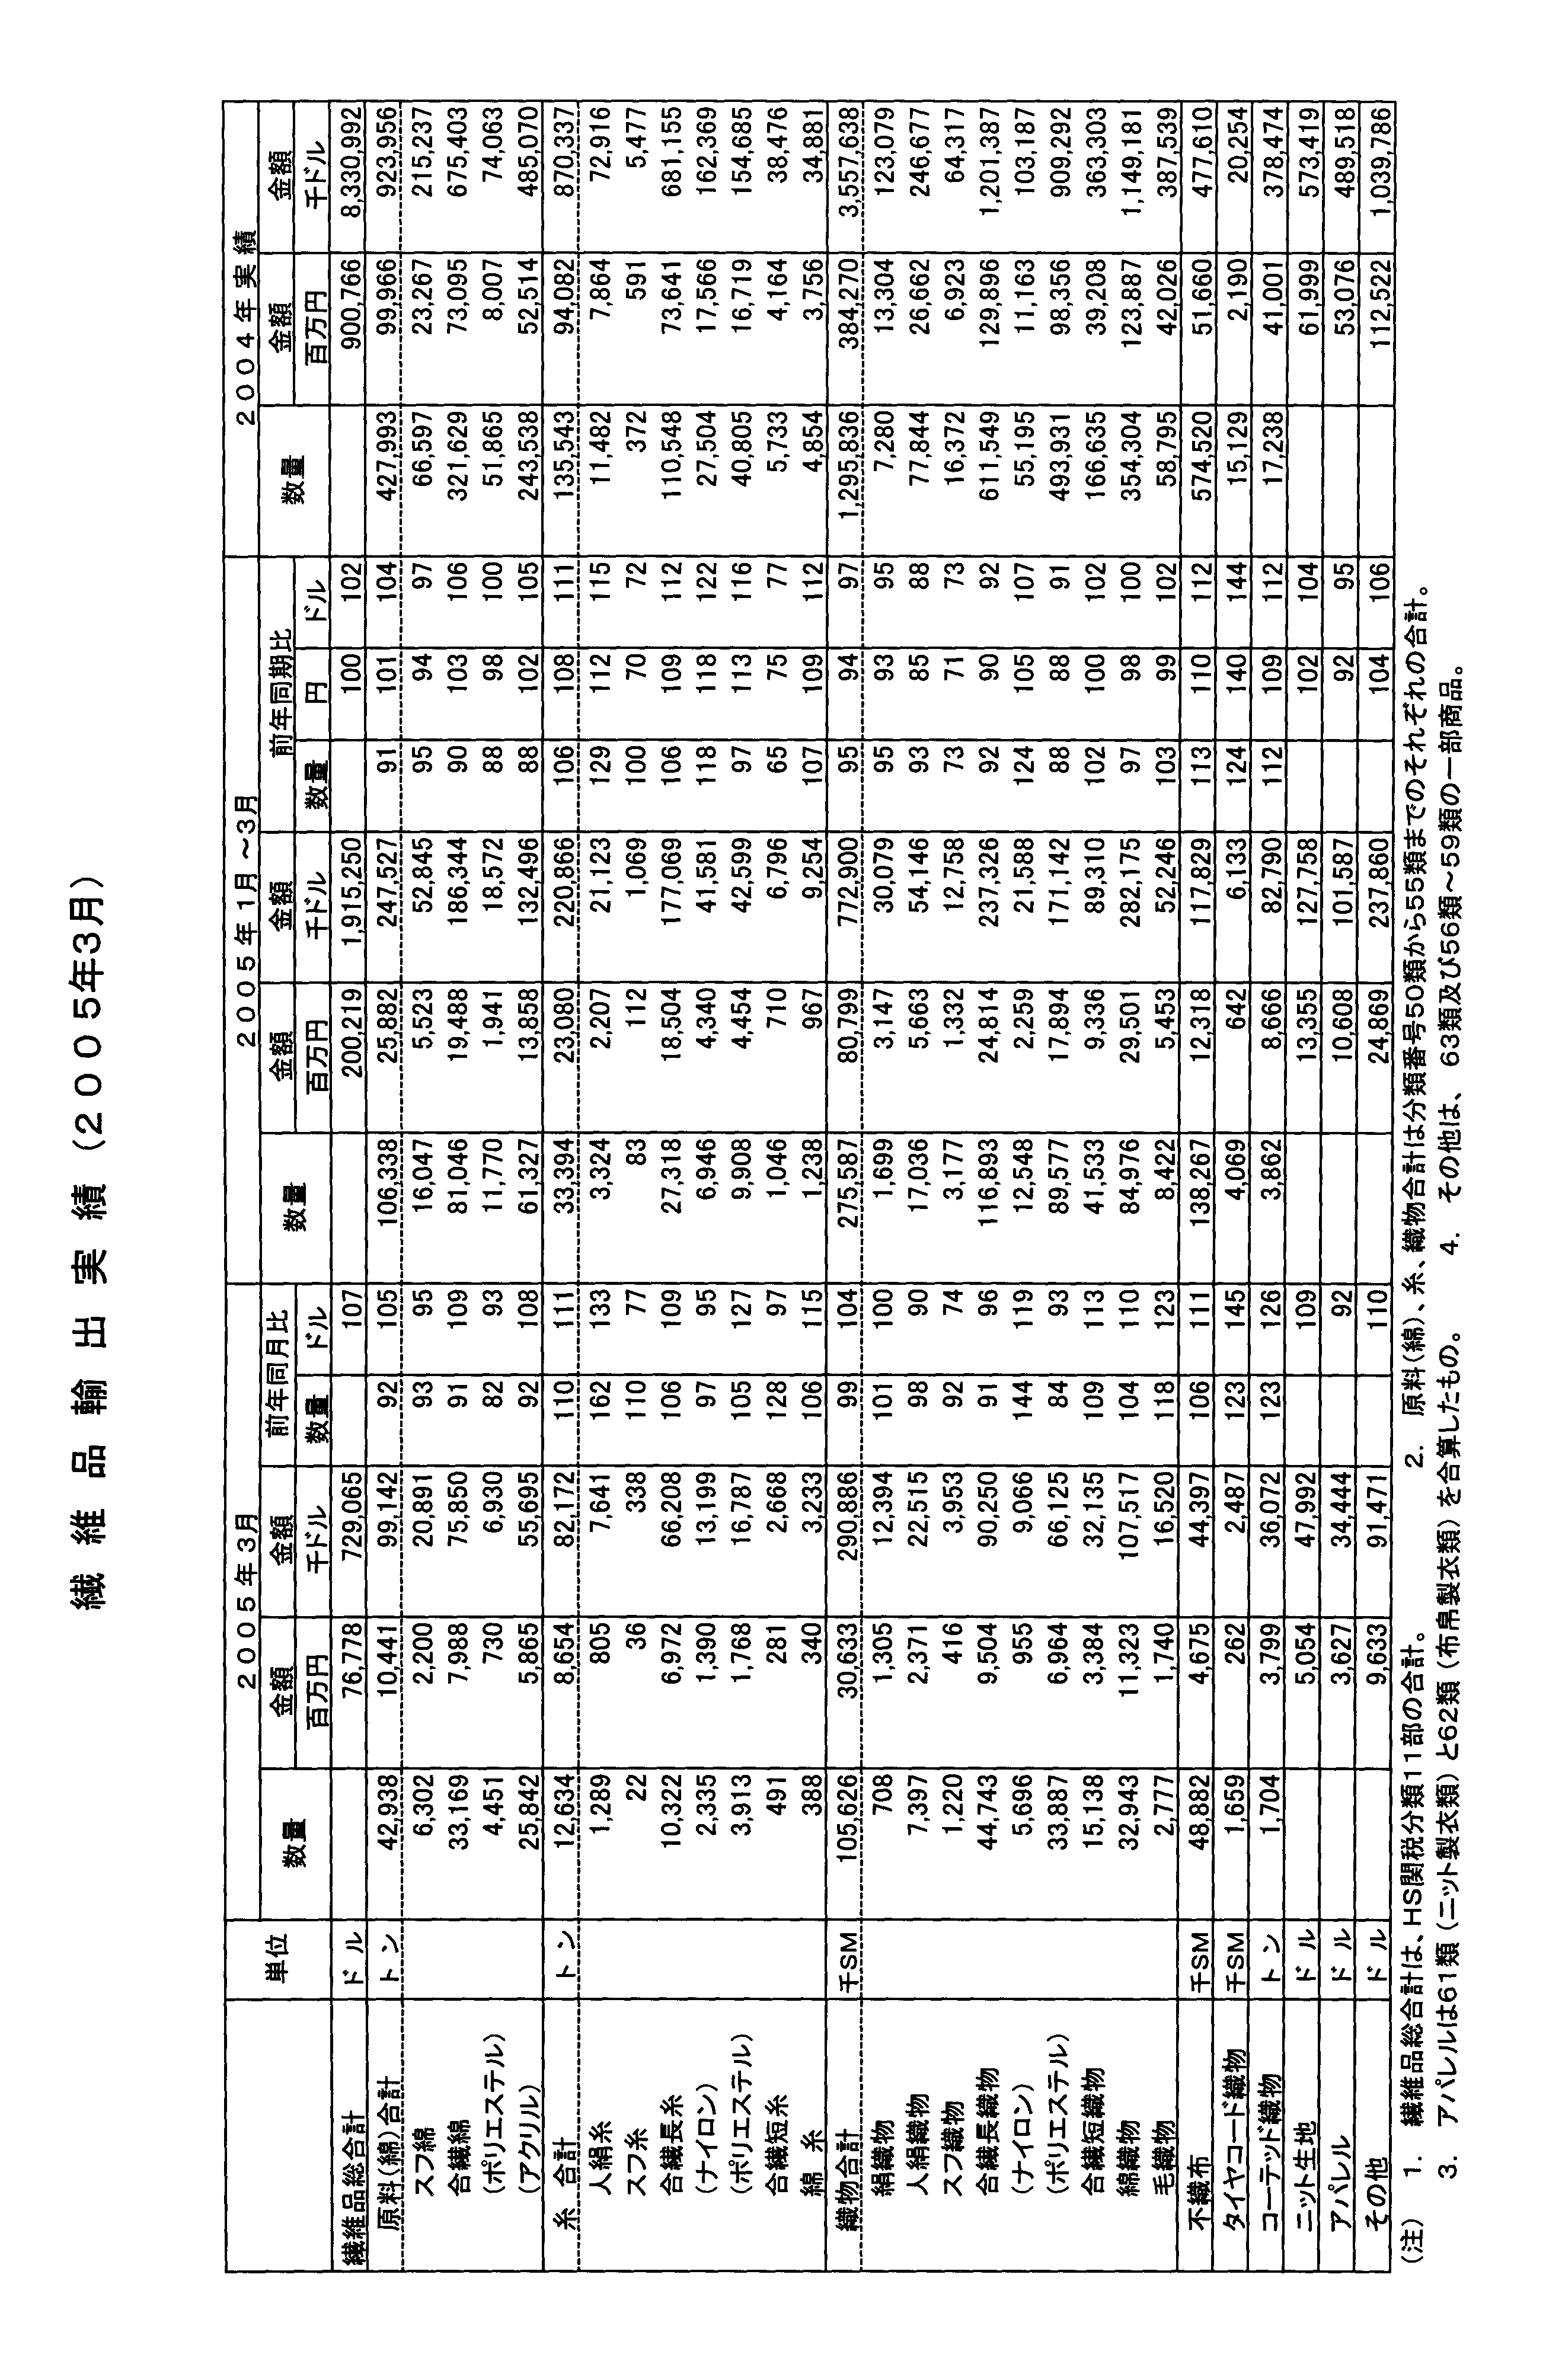 繊維品輸出実績（２００５年3月）
単位 ２００５年3月 ２００５年１月～3月 ２００４年実績
数量 金額 金額 前年同月比 数量 金額 金額 前年同期比 数量 金額 金額
百万円 千ドル 数量 ドル 百万円 千ドル 数量 円 ドル 百万円 千ドル
繊維品総合計 ドル 76,778 729,065 107 200,219 1,915,250 100 102 900,766 8,330,992
原料（綿）合計 トン 42,938 10,441 99,142 92 105 106,338 25,882 247,527 91 101 104 427,993 99,966 923,956
スフ綿 6,302 2,200 20,891 93 95 16,047 5,523 52,845 95 94 97 66,597 23,267 215,237
合繊綿 33,169 7,988 75,850 91 109 81,046 19,488 186,344 90 103 106 321,629 73,095 675,403
（ポリエステル） 4,451 730 6,930 82 93 11,770 1,941 18,572 88 98 100 51,865 8,007 74,063
（アクリル） 25,842 5,865 55,695 92 108 61,327 13,858 132,496 88 102 105 243,538 52,514 485,070
糸 合計 トン 12,634 8,654 82,172 110 111 33,394 23,080 220,866 106 108 111 135,543 94,082 870,337
人絹糸 1,289 805 7,641 162 133 3,324 2,207 21,123 129 112 115 11,482 7,864 72,916
スフ糸 22 36 338 110 77 83 112 1,069 100 70 72 372 591 5,477
合繊長糸 10,322 6,972 66,208 106 109 27,318 18,504 177,069 106 109 112 110,548 73,641 681,155
（ナイロン） 2,335 1,390 13,199 97 95 6,946 4,340 41,581 118 118 122 27,504 17,566 162,369
（ポリエステル） 3,913 1,768 16,787 105 127 9,908 4,454 42,599 97 113 116 40,805 16,719 154,685
合繊短糸 491 281 2,668 128 97 1,046 710 6,796 65 75 77 5,733 4,164 38,476
綿 糸 388 340 3,233 106 115 1,238 967 9,254 107 109 112 4,854 3,756 34,881
織物合計 千SM 105,626 30,633 290,886 99 104 275,587 80,799 772,900 95 94 97 1,295,836 384,270 3,557,638
絹織物 708 1,305 12,394 101 100 1,699 3,147 30,079 95 93 95 7,280 13,304 123,079
人絹織物 7,397 2,371 22,515 98 90 17,036 5,663 54,146 93 85 88 77,844 26,662 246,677
スフ織物 1,220 416 3,953 92 74 3,177 1,332 12,758 73 71 73 16,372 6,923 64,317
合繊長織物 44,743 9,504 90,250 91 96 116,893 24,814 237,326 92 90 92 611,549 129,896 1,201,387
（ナイロン） 5,696 955 9,066 144 119 12,548 2,259 21,588 124 105 107 55,195 11,163 103,187
（ポリエステル） 33,887 6,964 66,125 84 93 89,577 17,894 171,142 88 88 91 493,931 98,356 909,292
合繊短織物 15,138 3,384 32,135 109 113 41,533 9,336 89,310 102 100 102 166,635 39,208 363,303
綿織物 32,943 11,323 107,517 104 110 84,976 29,501 282,175 97 98 100 354,304 123,887 1,149,181
毛織物 2,777 1,740 16,520 118 123 8,422 5,453 52,246 103 99 102 58,795 42,026 387,539
不織布 千SM 48,882 4,675 44,397 106 111 138,267 12,318 117,829 113 110 112 574,520 51,660 477,610
タイヤコード織物 千SM 1,659 262 2,487 123 145 4,069 642 6,133 124 140 144 15,129 2,190 20,254
コーテッド織物 トン 1,704 3,799 36,072 123 126 3,862 8,666 82,790 112 109 112 17,238 41,001 378,474
ニット生地 ドル 5,054 47,992 109 13,355 127,758 102 104 61,999 573,419
アパレル ドル 3,627 34,444 92 10,608 101,587 92 95 53,076 489,518
その他 ドル 9,633 91,471 110 24,869 237,860 104 106 112,522 1,039,786
（注） 1. 繊維品総合計は、HS関税分類11部の合計。 2. 原料（綿）、糸、織物合計は分類番号50類から55類までのそれぞれの合計。
3. アパレルは61類（ニット製衣類）と62類（布帛製衣類）を合算したもの。 4. その他は、63類及び56類～59類の一部商品。